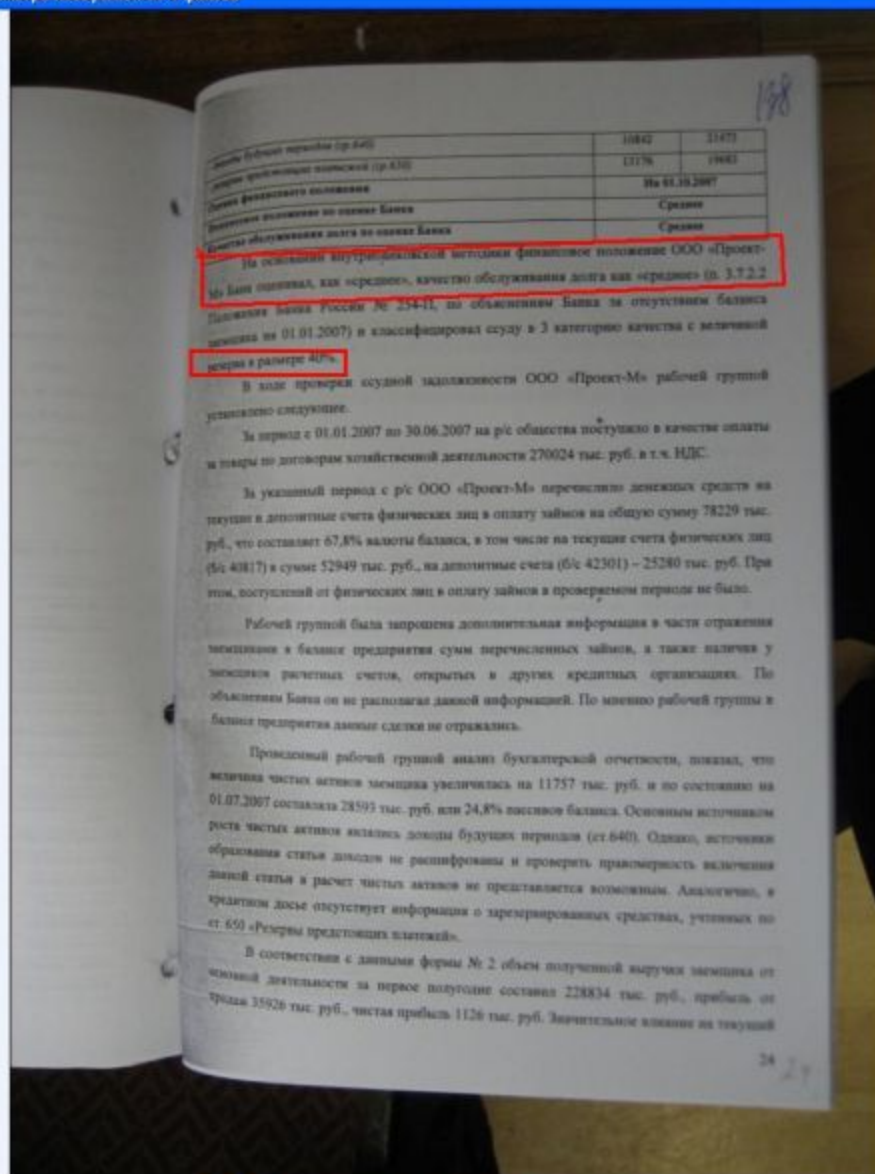 138
доходы будущих периодов (ст.640) 10842 21473
резервы предстоящих платежей (ст.650) 13176 19683
Оценка финансового положения На 01.10.2007
Финансовое положение по оценке Банка Среднее
Качество обслуживания долга по оценке Банка Среднее
На основании внутрибанковской методики финансовое положение ООО «Проект-
М» Банк оценивал, как «среднее», качество обслуживания долга как «среднее» (п. 3.7.2.2
Положения Банка России № 254-П, по объяснениям Банка за отсутствием баланса
заемщика на 01.01.2007) и классифицировал ссуду в 3 категорию качества с величиной
резерва в размере 40%.
В ходе проверки ссудной задолженности ООО «Проект-М» рабочей группой
установлено следующее.
За период с 01.01.2007 по 30.06.2007 на р/с общества поступило в качестве оплаты
за товары по договорам хозяйственной деятельности 270024 тыс. руб. в т.ч. НДС.
За указанный период с р/с ООО «Проект-М» перечислило денежных средств на
текущие и депозитные счета физических лиц в оплату займов на общую сумму 78229 тыс.
руб., что составляет 67,8% валюты баланса, в том числе на текущие счета физических лиц
(б/с 40817) в сумме 52949 тыс. руб., на депозитные счета (б/с 42301) – 25280 тыс. руб. При
этом, поступлений от физических лиц в оплату займов в проверяемом периоде не было.
Рабочей группой была запрошена дополнительная информация в части отражения
заемщиками в балансе предприятия сумм перечисленных займов, а также наличия у
заемщиков расчетных счетов, открытых в других кредитных организациях. По
объяснениям Банка он не располагал данной информацией. По мнению рабочей группы в
балансе предприятия данные сделки не отражались.
Проведенный рабочей группой анализ бухгалтерской отчетности, показал, что
величина чистых активов заемщика увеличилась на 11757 тыс. руб. и по состоянию на
01.07.2007 составляла 28593 тыс. руб. или 24,8% пассивов баланса. Основным источником
роста чистых активов являлись доходы будущих периодов (ст.640). Однако, источники
образования статьи доходов не расшифрованы и проверить правомерность включения
данной статьи в расчет чистых активов не представляется возможным. Аналогично, в
кредитном досье отсутствует информация о зарезервированных средствах, учтенных по
ст. 650 «Резервы предстоящих платежей».
В соответствии с данными формы № 2 объем полученной выручки заемщика от
основной деятельности за первое полугодие составил 228834 тыс. руб., прибыль от
продаж 35926 тыс. руб., чистая прибыль 1126 тыс. руб. Значительное влияние на текущий
24
24